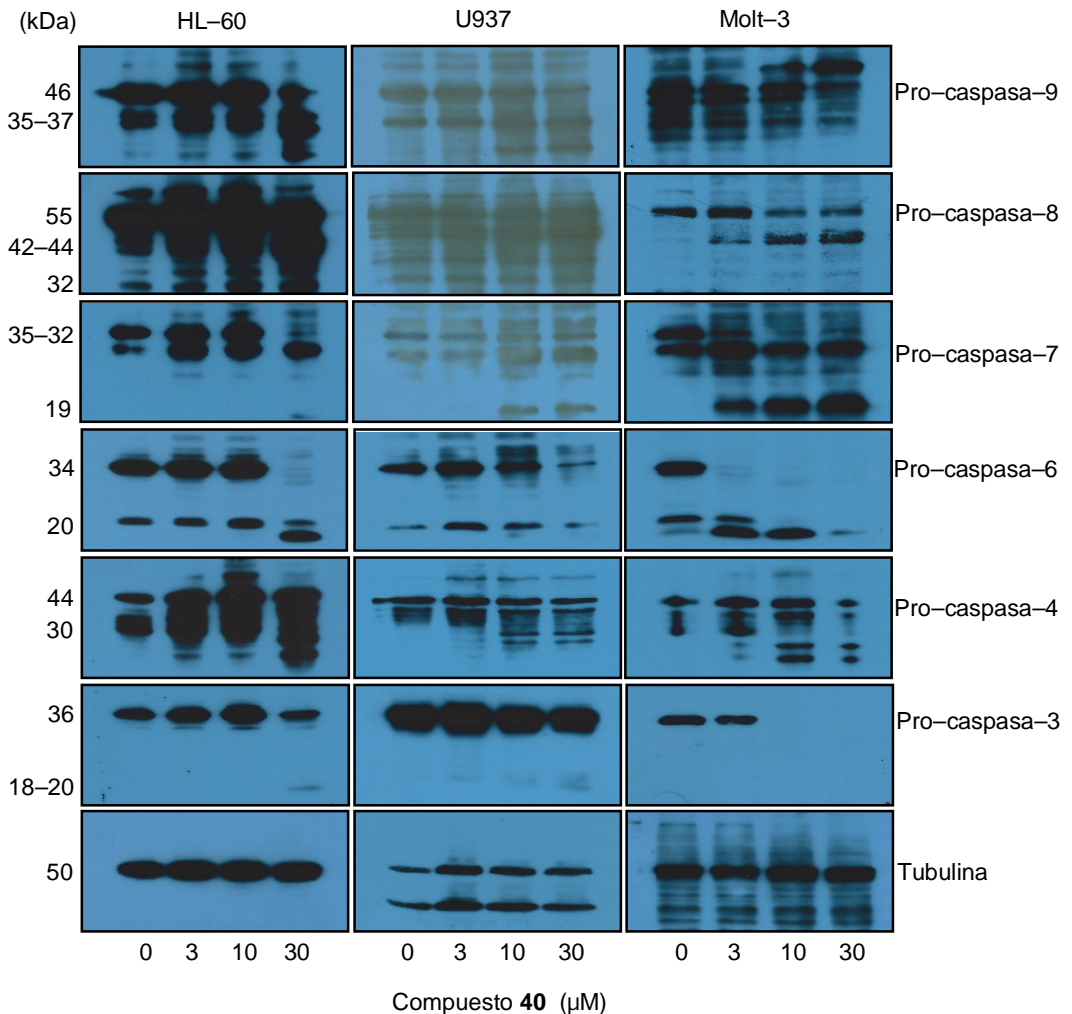 (kDa) HL–60 U937 Molt–3
46 Pro–caspasa–9
35–37
55 Pro–caspasa–8
42–44
32
35–32 Pro–caspasa–7
19
34 Pro–caspasa–6
20
44 Pro–caspasa–4
30
36 Pro–caspasa–3
18–20
50 Tubulina
0 3 10 30 0 3 10 30 0 3 10 30
Compuesto 40 (µM)